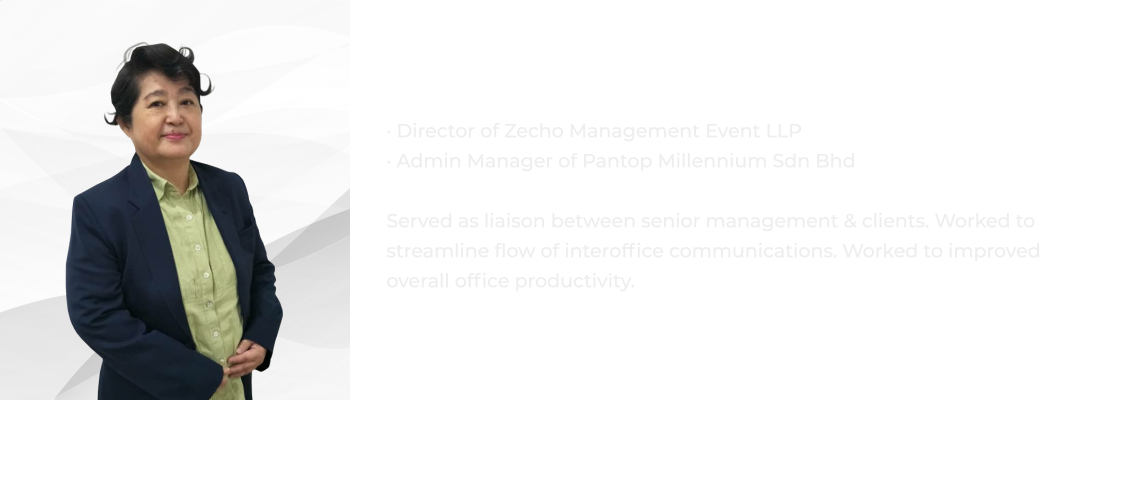 · Director of Zecho Management Event LLP
· Admin Manager of Pantop Millennium Sdn Bhd
Served as liaison between senior management & clients. Worked to
streamline flow of interoffice communications. Worked to improved
overall office productivity.